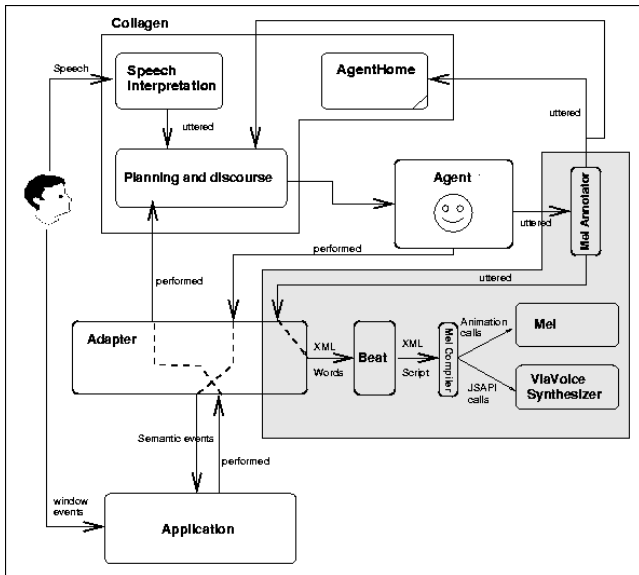 Collagen
Speech
Speech
Interpretation
AgentHome
uttered
uttered
Planning and discourse
Agent
Mel Annotator
uttered
performed
performed
uttered
Adapter
XML
Words
Beat
XML
Script
Mel Compiler
Animation
calls
Mel
JSAPI
calls
ViaVoice
Synthesizer
Semantic events
performed
window
events
Application